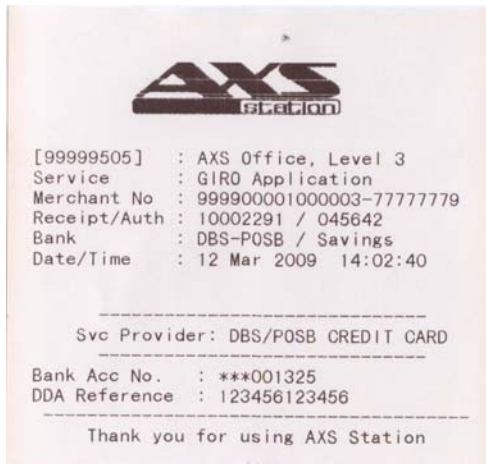 AXS
station
[99999505] : AXS Office, Level 3
Service : GIRO Application
Merchant No : 999900001000003-77777779
Receipt/Auth : 10002291 / 045642
Bank : DBS-POSB / Savings
Date/Time : 12 Mar 2009 14:02:40
------------------------------
Svc Provider: DBS/POSB CREDIT CARD
------------------------------
Bank Acc No. : ***001325
DDA Reference : 123456123456
---------------------------------------
Thank you for using AXS Station